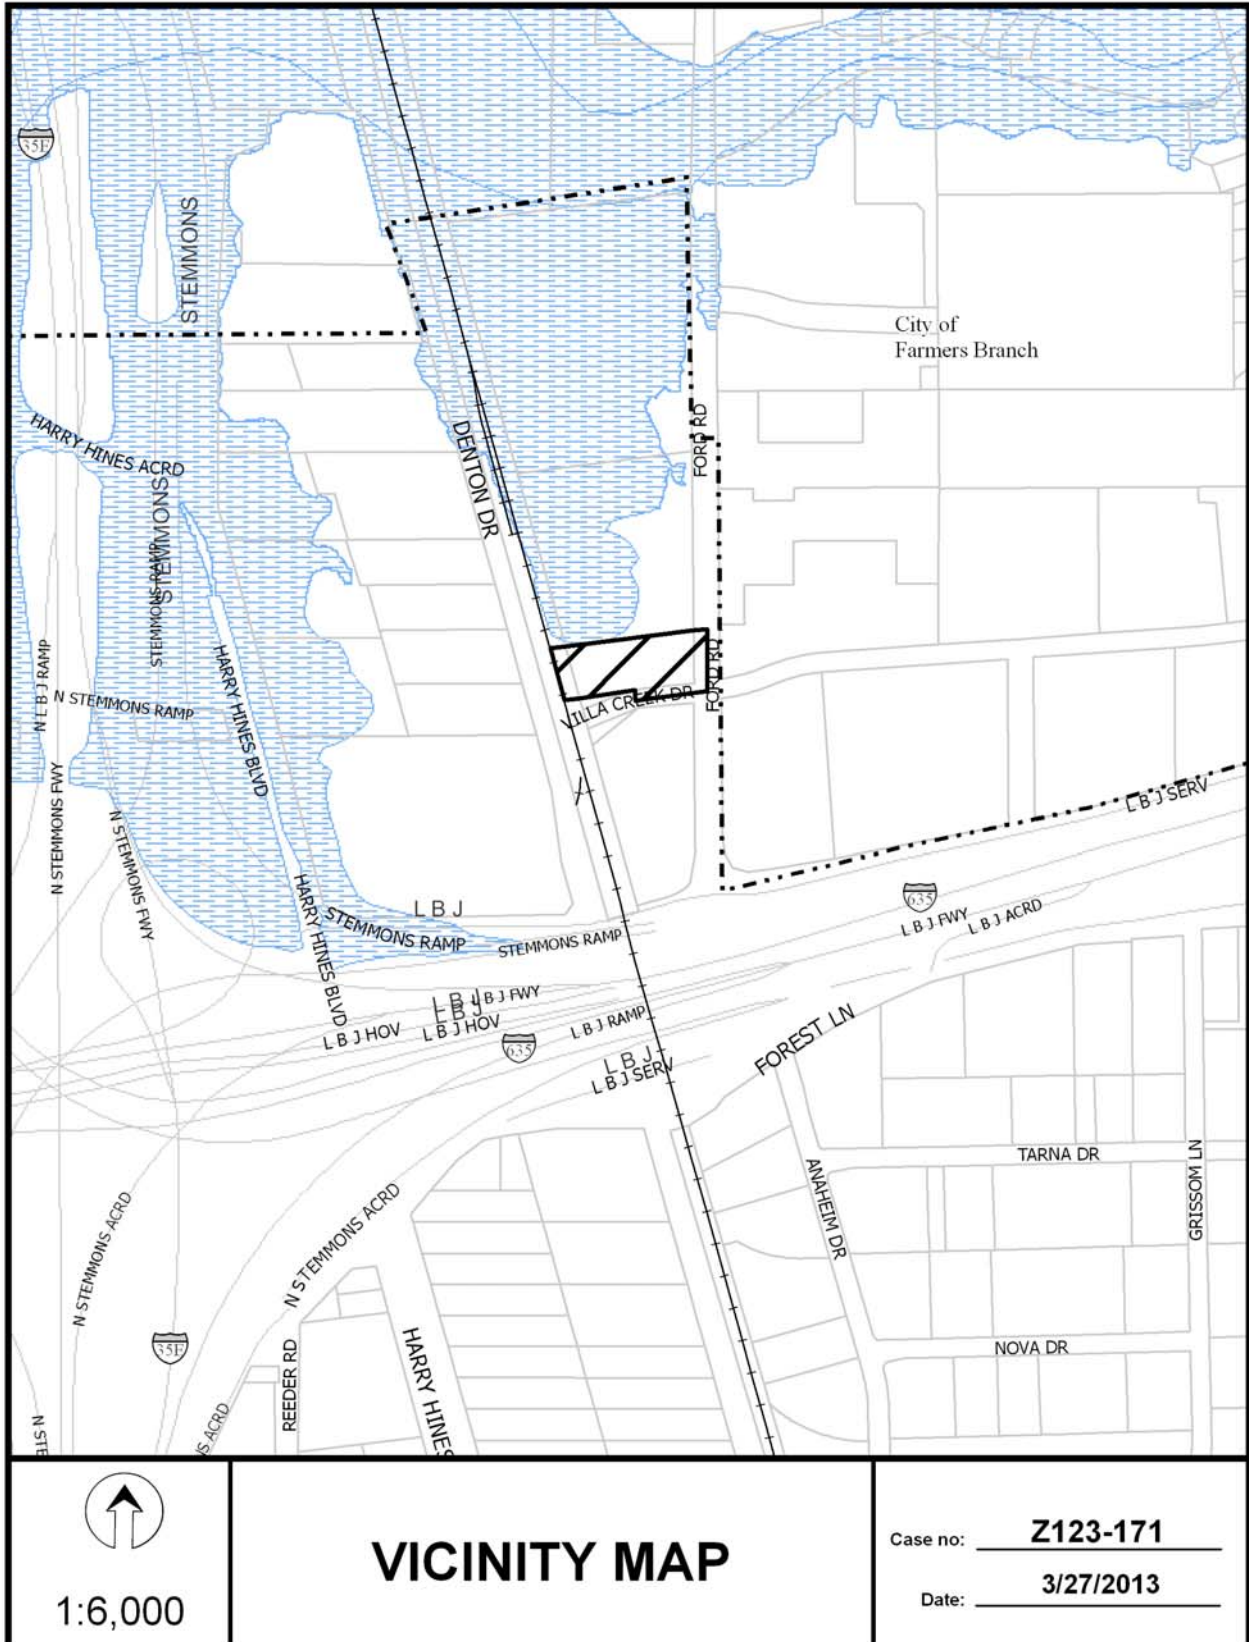 35E
STEMMONS
City of
Farmers Branch
HARRY HINES ACRD
DENTON DR
FORD RD
STEMMONS
STEMMONS RAMP
N L B J RAMP
N STEMMONS RAMP
HARRY HINES BLVD
VILLA CREEK DR
FORD RD
N STEMMONS FWY
N STEMMONS FWY
L B J SERV
HARRY HINES BLVD
L B J
STEMMONS RAMP
STEMMONS RAMP
635
L B J FWY
L B J ACRD
L B J
L B J FWY
L B J
L B J HOV
L B J HOV
635
L B J RAMP
L B J
L B J SERV
FOREST LN
TARNA DR
ANAHEIM DR
GRISSOM LN
N STEMMONS ACRD
N STEMMONS ACRD
35E
REEDER RD
HARRY HINES
NOVA DR
N STE
NS ACRD
1:6,000
VICINITY MAP
Case no: Z123-171
Date: 3/27/2013